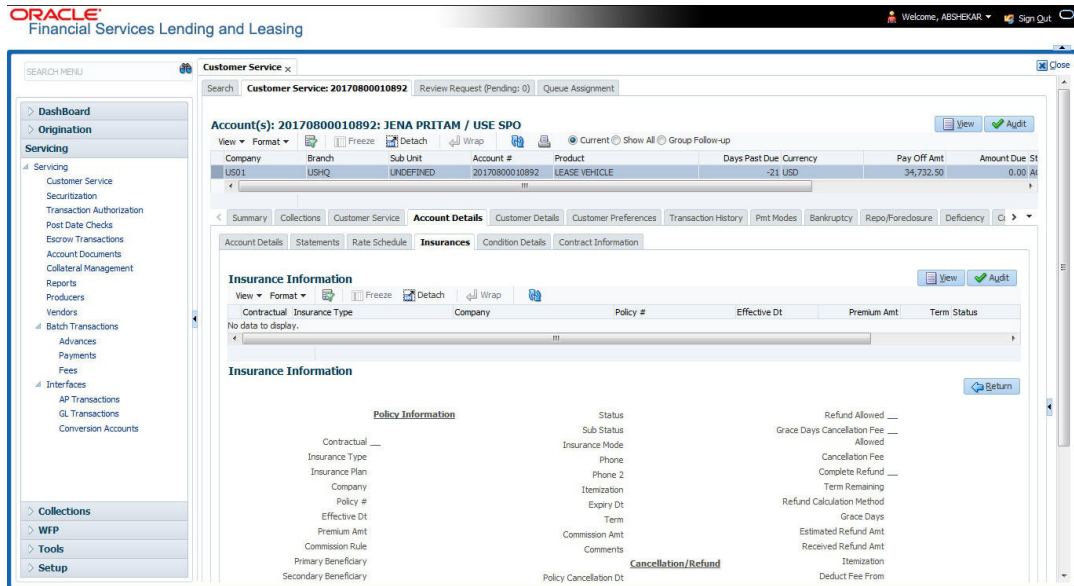 ORACLE
Financial Services Lending and Leasing
Welcome, ABSHEKAR
Sign Out
SEARCH MENU
Customer Service x
Close
Search
Customer Service: 20170800010892
Review Request (Pending: 0)
Queue Assignment
DashBoard
Origination
Servicing
Servicing
Customer Service
Securitization
Transaction Authorization
Post Date Checks
Escrow Transactions
Account Documents
Collateral Management
Reports
Producers
Vendors
Batch Transactions
Advances
Payments
Fees
Interfaces
AP Transactions
GL Transactions
Conversion Accounts
Collections
WFP
Tools
Setup
Account(s): 20170800010892: JENA PRITAM / USE SPO
View
Audit
View Format Freeze Detach Wrap Current Show All Group Follow-up
Company Branch Sub Unit Account # Product Days Past Due Currency Pay Off Amt Amount Due St
US01 USHQ UNDEFINED 20170800010892 LEASE VEHICLE -21 USD 34,732.50 0.00
Summary Collections Customer Service Account Details Customer Details Customer Preferences Transaction History Pmt Modes Bankruptcy Repo/Foreclosure Deficiency
Account Details Statements Rate Schedule Insurances Condition Details Contract Information
Insurance Information
View
Audit
View Format Freeze Detach Wrap
Contractual Insurance Type Company Policy # Effective Dt Premium Amt Term Status
No data to display.
Insurance Information
Return
Policy Information
Contractual
Insurance Type
Insurance Plan
Company
Policy #
Effective Dt
Premium Amt
Commission Rule
Primary Beneficiary
Secondary Beneficiary
Status
Sub Status
Insurance Mode
Phone
Phone 2
Itemization
Expiry Dt
Term
Commission Amt
Comments
Cancellation/Refund
Policy Cancellation Dt
Refund Allowed
Grace Days Cancellation Fee
Allowed
Cancellation Fee
Complete Refund
Term Remaining
Refund Calculation Method
Grace Days
Estimated Refund Amt
Received Refund Amt
Itemization
Deduct Fee From